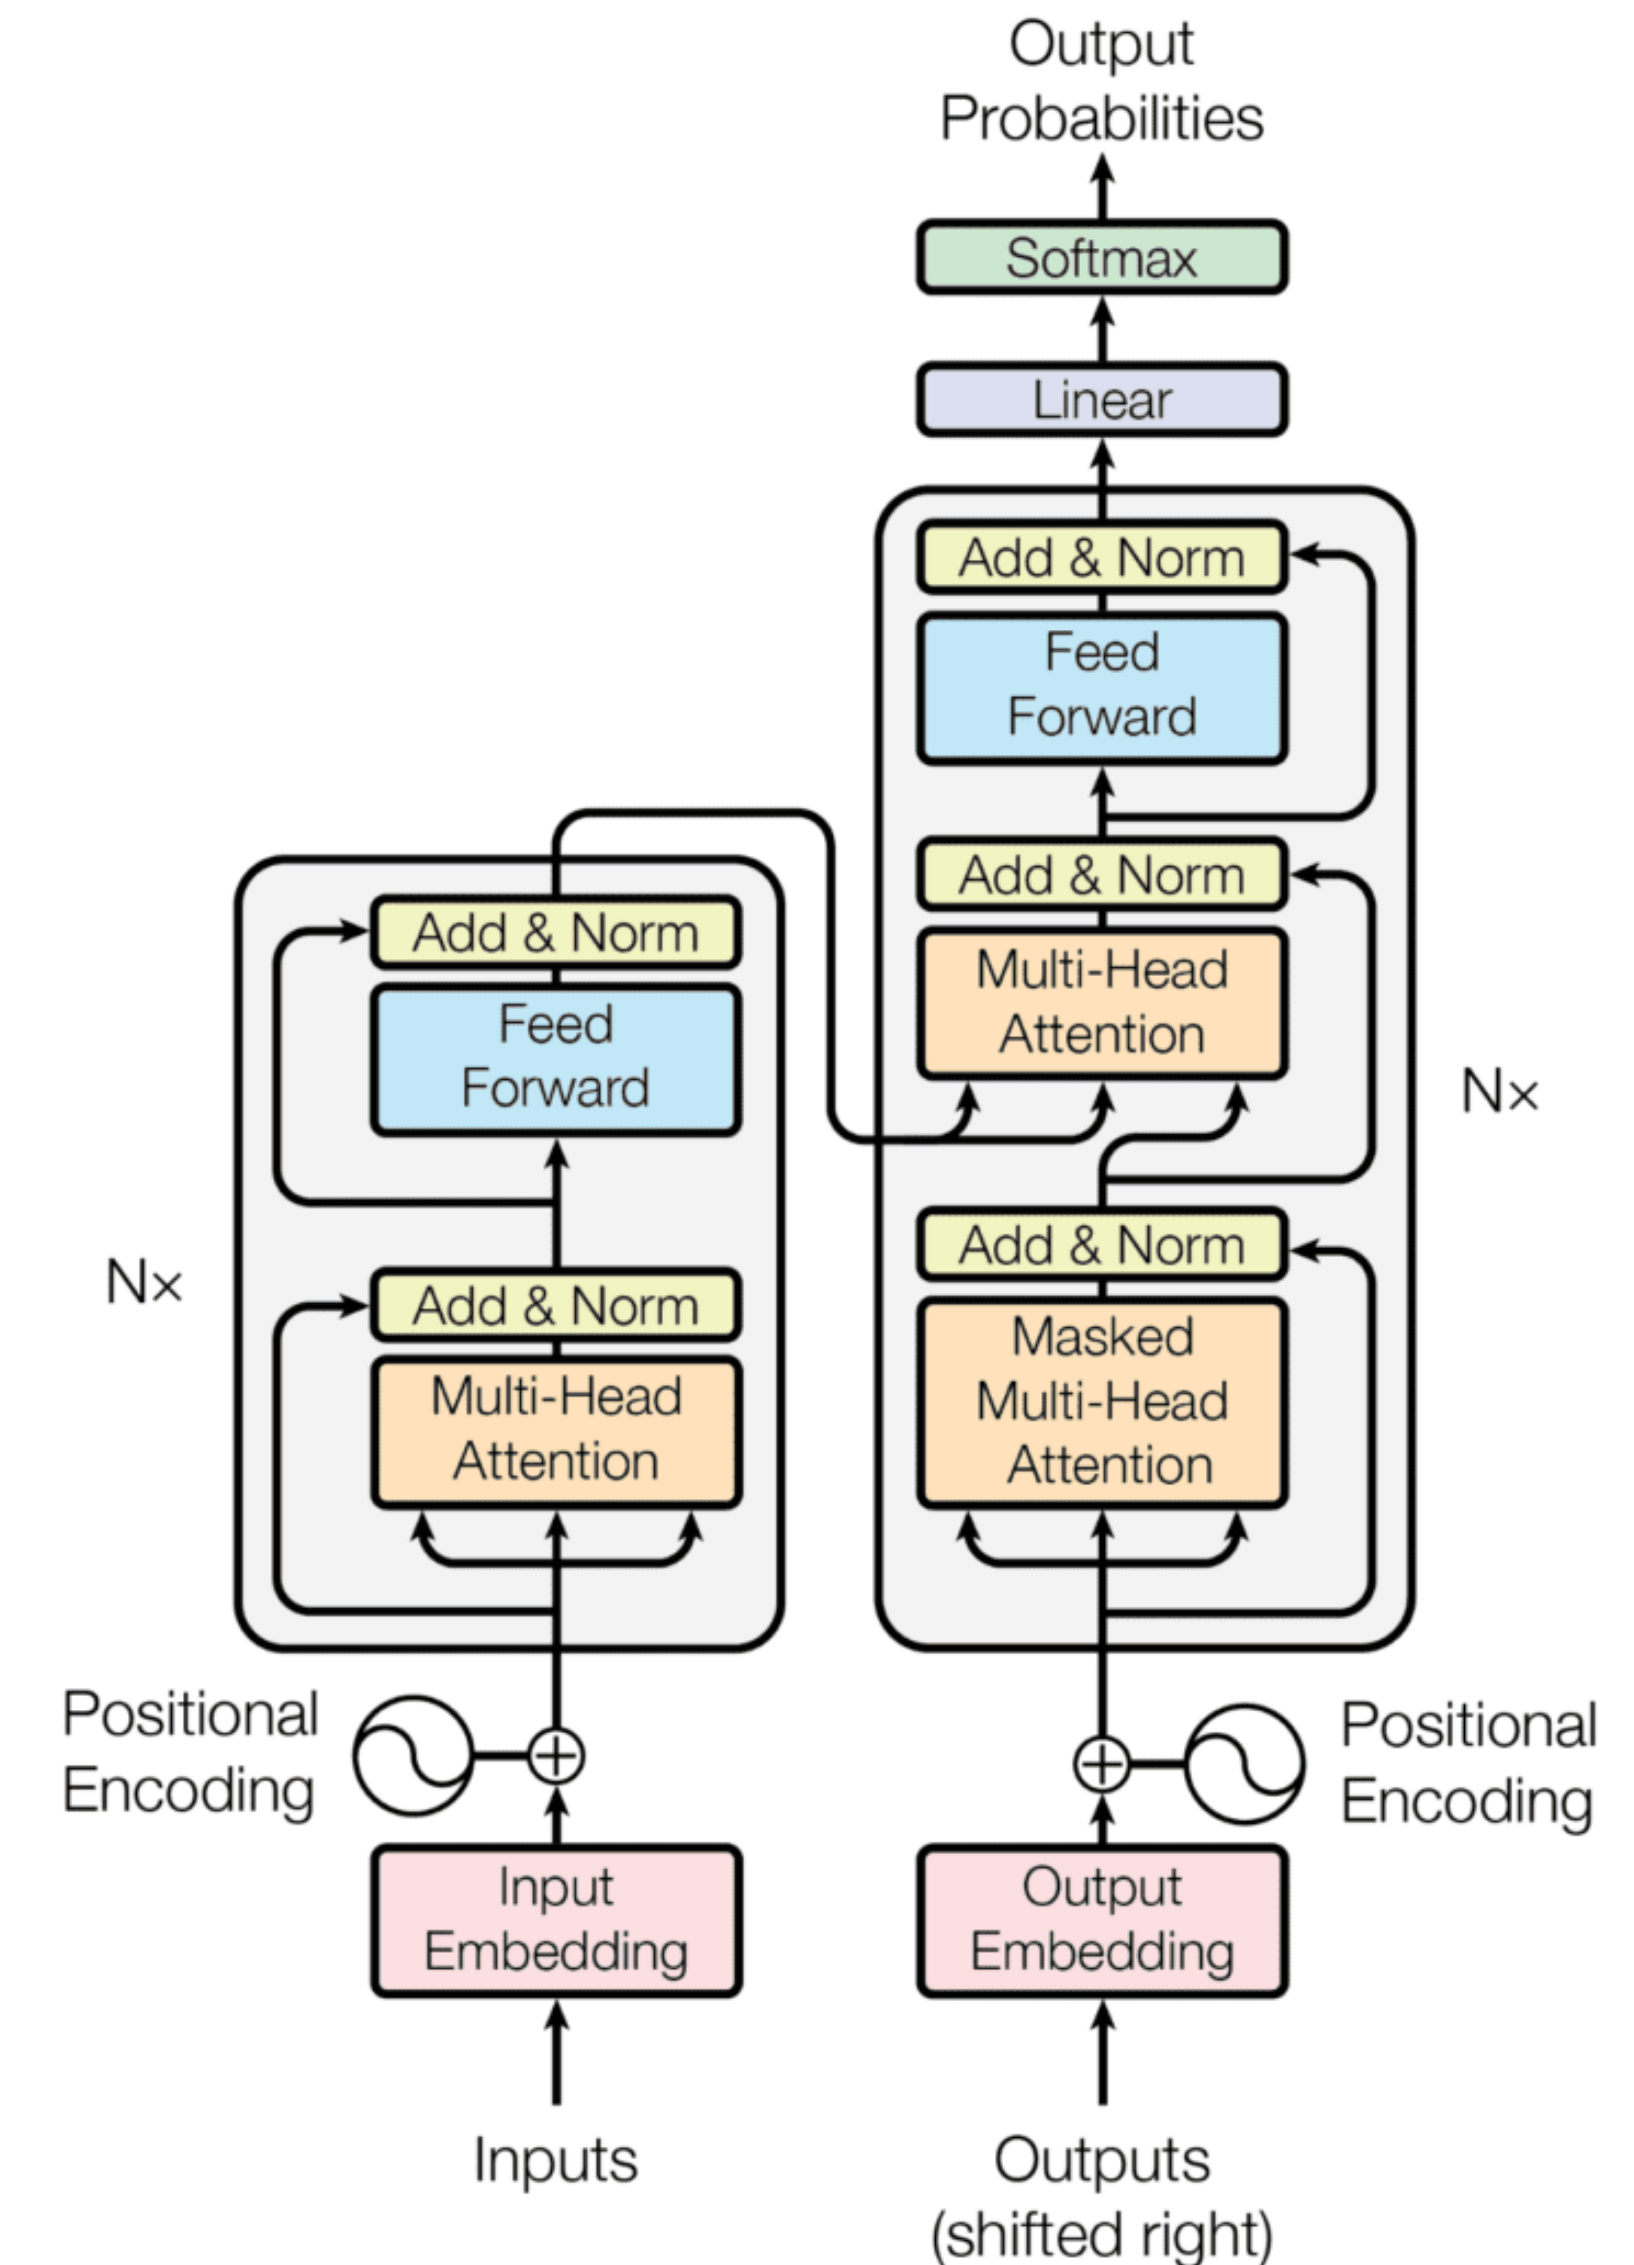 Output
Probabilities
Softmax
Linear
Add & Norm
Feed
Forward
Add & Norm
Multi-Head
Attention
Add & Norm
Masked
Multi-Head
Attention
N×
Add & Norm
Feed
Forward
Add & Norm
Multi-Head
Attention
N×
Positional
Encoding
Positional
Encoding
Input
Embedding
Output
Embedding
Inputs
Outputs
(shifted right)